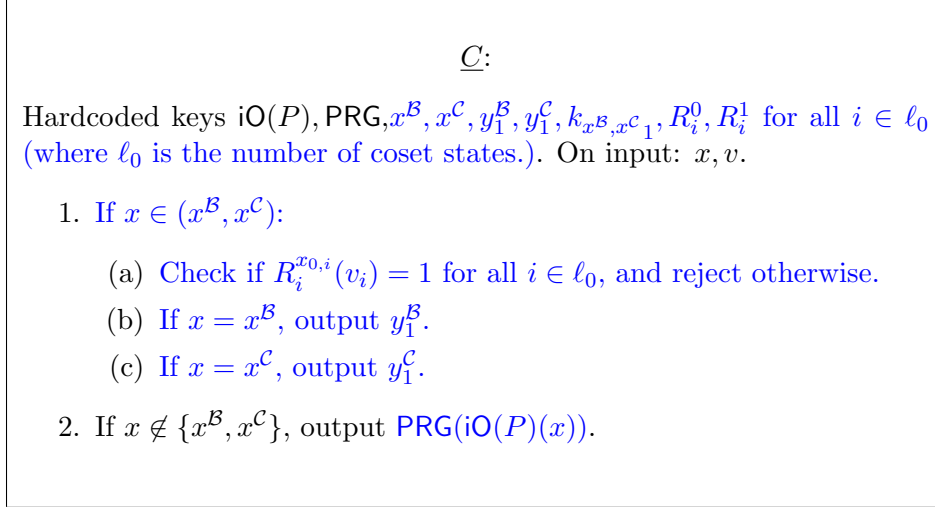 C:
Hardcoded keys iO(P), PRG,x^𝓑, x^𝓒, y_1^𝓑, y_1^𝓒, k_{x^𝓑,x^𝓒_1}, R_i^0, R_i^1 for all i ∈ ℓ_0
(where ℓ_0 is the number of coset states.). On input: x, v.
1. If x ∈ (x^𝓑, x^𝓒):
(a) Check if R_i^{x_{0,i}}(v_i) = 1 for all i ∈ ℓ_0, and reject otherwise.
(b) If x = x^𝓑, output y_1^𝓑.
(c) If x = x^𝓒, output y_1^𝓒.
2. If x ∉ {x^𝓑, x^𝓒}, output PRG(iO(P)(x)).